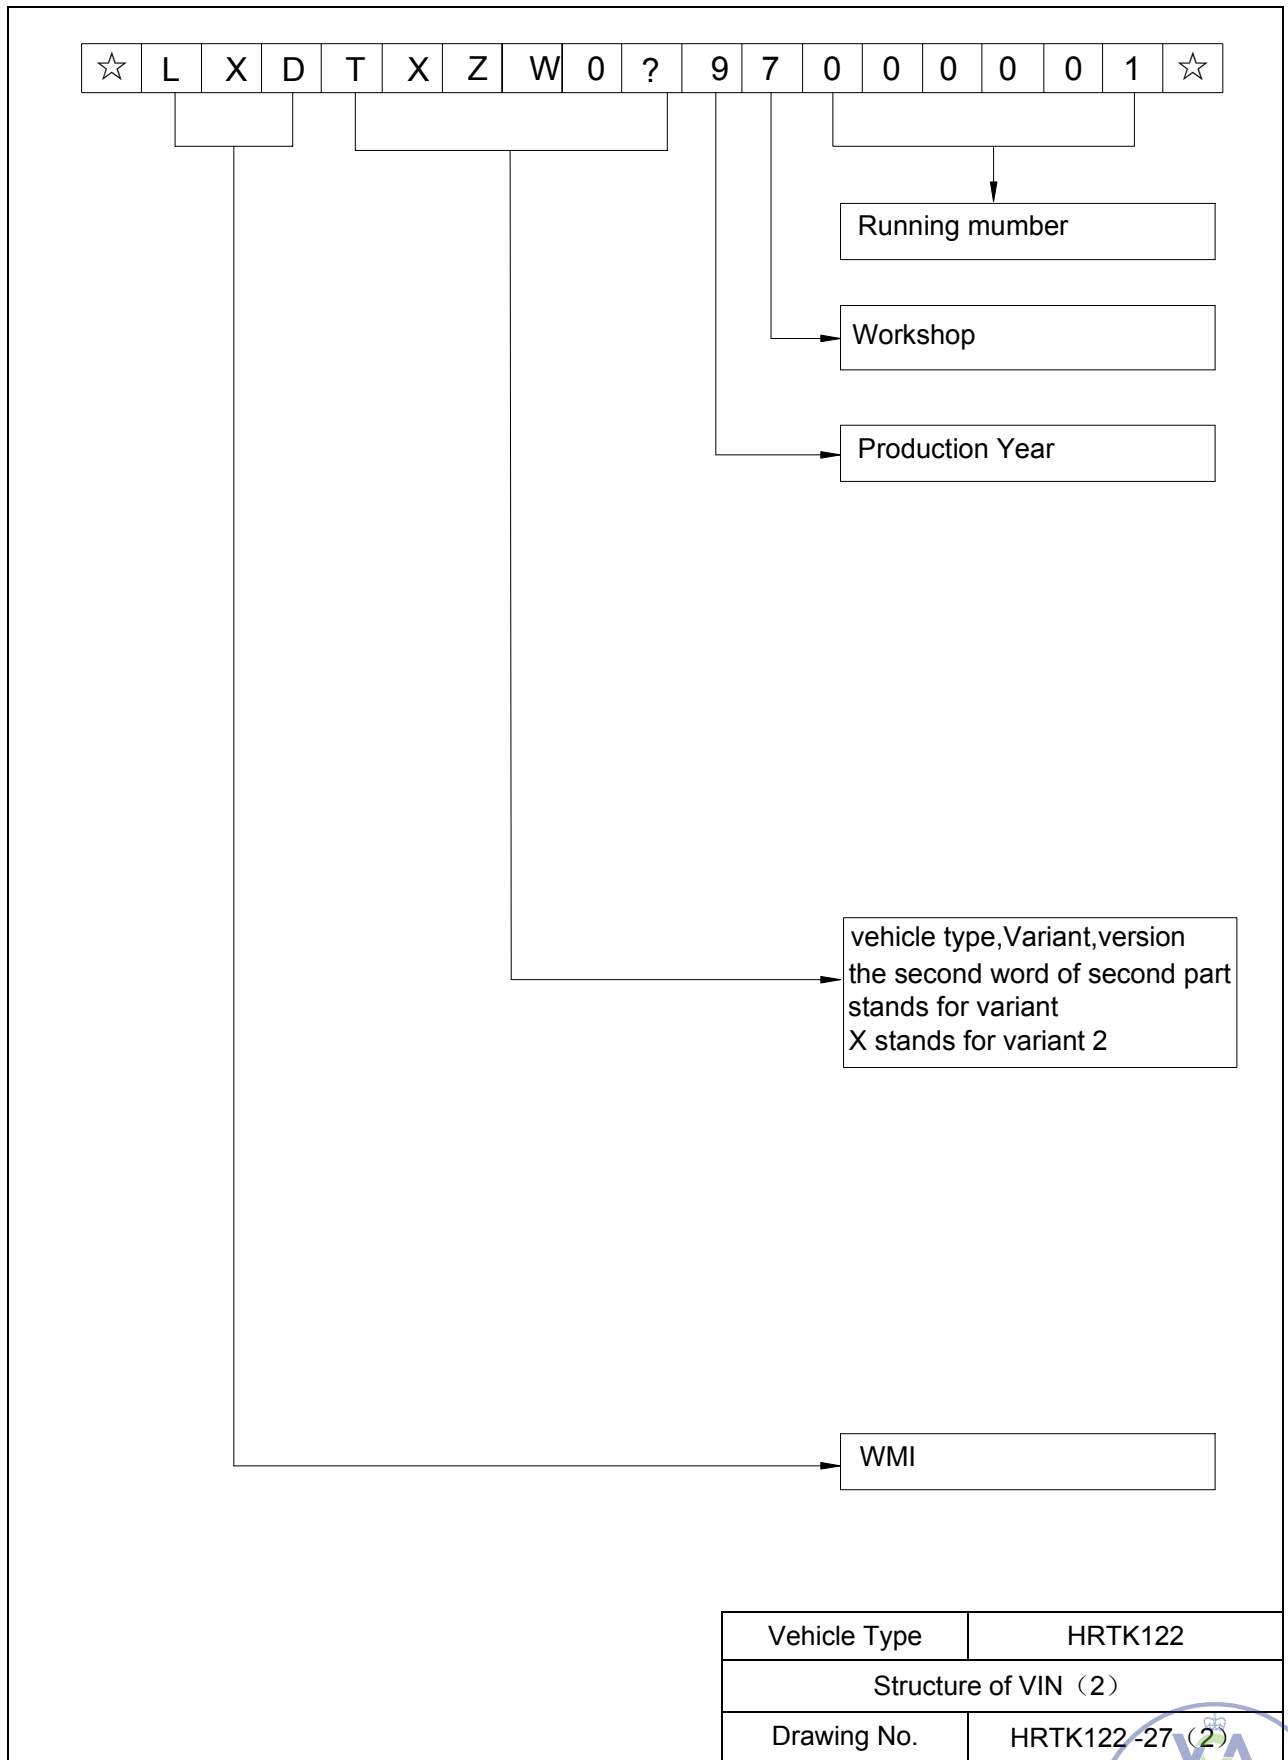 ☆ L X D T X Z W 0 ? 9 7 0 0 0 0 0 1 ☆
Running mumber
Workshop
Production Year
vehicle type,Variant,version
the second word of second part
stands for variant
X stands for variant 2
WMI
Vehicle Type HRTK122
Structure of VIN（2）
Drawing No. HRTK122 -27（2）